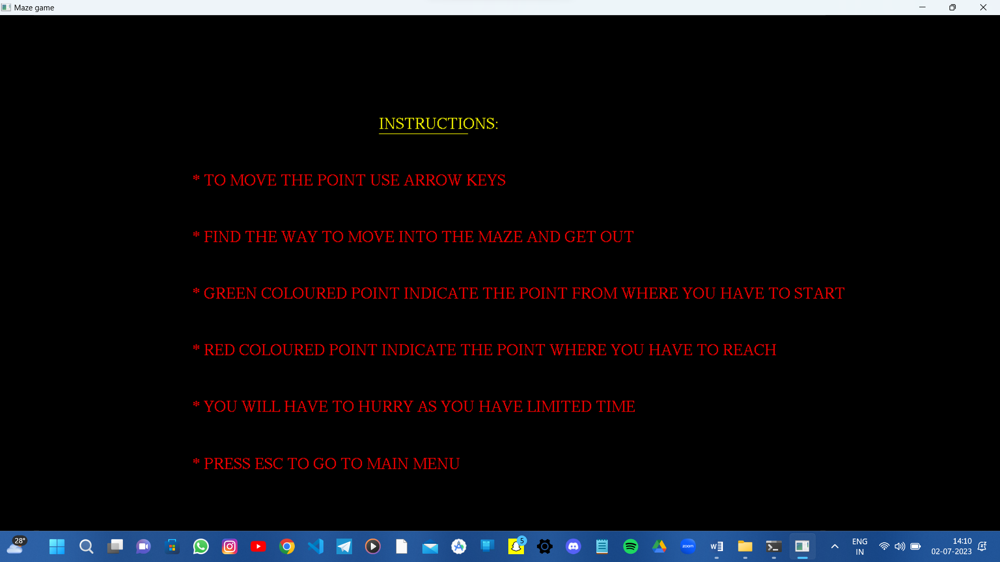 Maze game
INSTRUCTIONS:
* TO MOVE THE POINT USE ARROW KEYS
* FIND THE WAY TO MOVE INTO THE MAZE AND GET OUT
* GREEN COLOURED POINT INDICATE THE POINT FROM WHERE YOU HAVE TO START
* RED COLOURED POINT INDICATE THE POINT WHERE YOU HAVE TO REACH
* YOU WILL HAVE TO HURRY AS YOU HAVE LIMITED TIME
* PRESS ESC TO GO TO MAIN MENU
28°
5
zoom
W
ENG
IN
14:10
02-07-2023